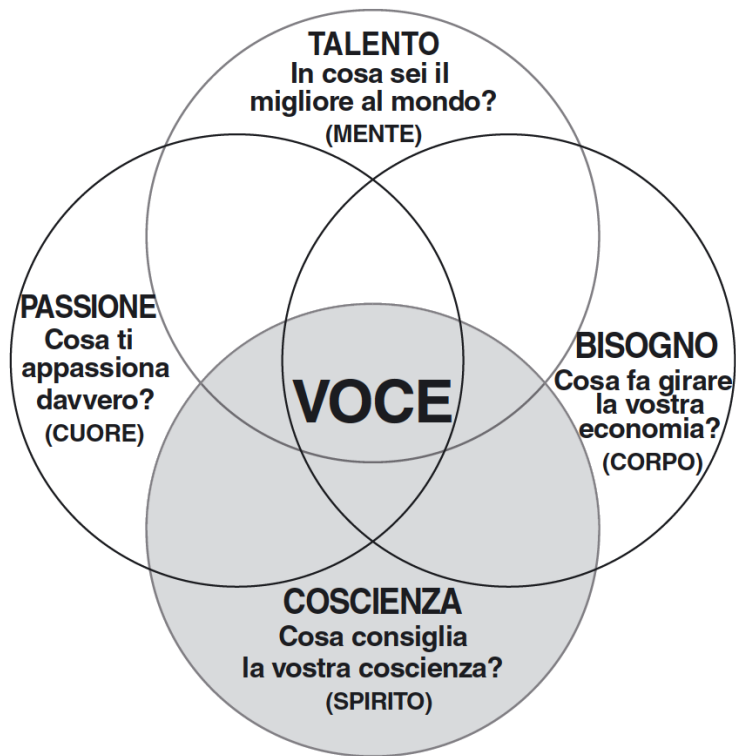 TALENTO
In cosa sei il
migliore al mondo?
(MENTE)
PASSIONE
Cosa ti
appassiona
davvero?
(CUORE)
VOCE
BISOGNO
Cosa fa girare
la vostra
economia?
(CORPO)
COSCIENZA
Cosa consiglia
la vostra coscienza?
(SPIRITO)